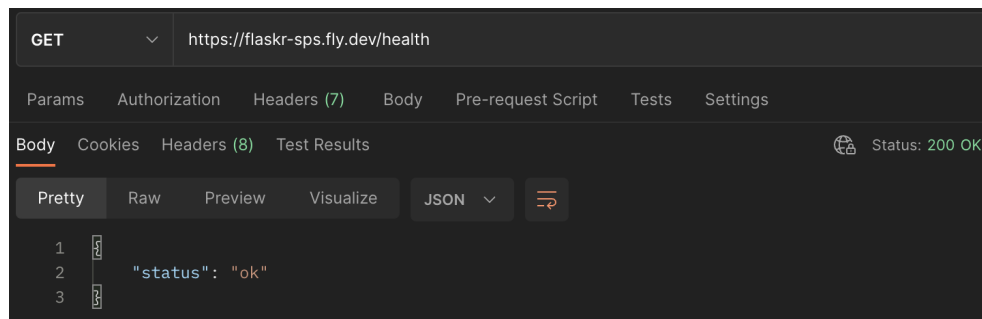 GET https://flaskr-sps.fly.dev/health
Params Authorization Headers (7) Body Pre-request Script Tests Settings
Body Cookies Headers (8) Test Results Status: 200 OK
Pretty Raw Preview Visualize JSON
1 {
2 "status": "ok"
3 }